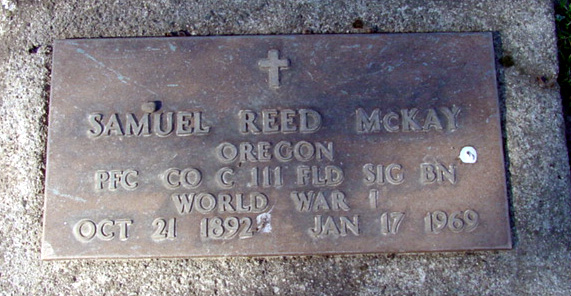 SAMUEL REED McKAY
OREGON
PFC CO C 111 FLD SIG BN
WORLD WAR I
OCT 21 1892 JAN 17 1969